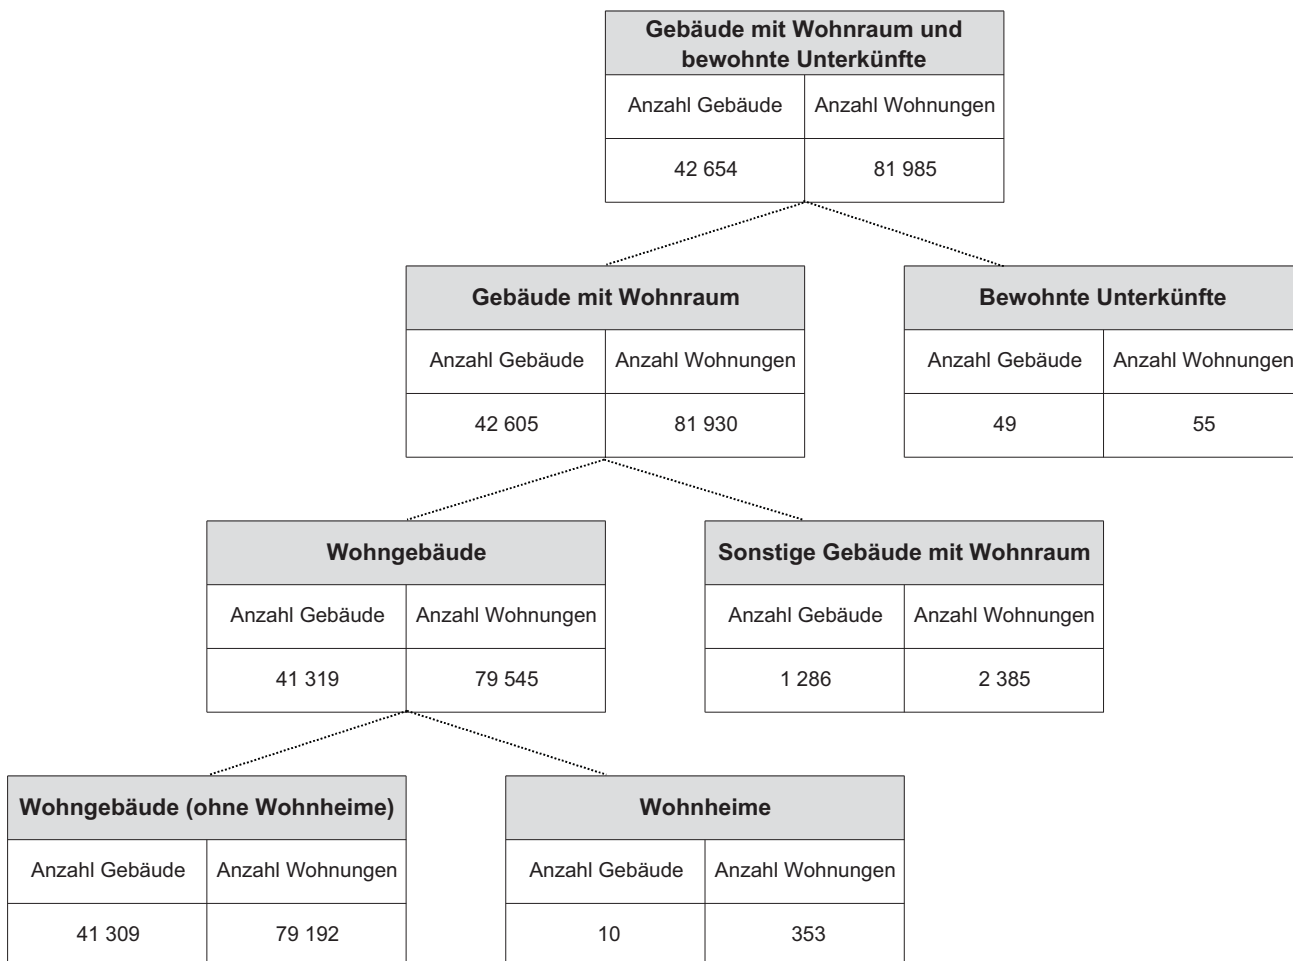 Gebäude mit Wohnraum und
bewohnte Unterkünfte
Anzahl Gebäude Anzahl Wohnungen
42 654 81 985
Gebäude mit Wohnraum
Anzahl Gebäude Anzahl Wohnungen
42 605 81 930
Bewohnte Unterkünfte
Anzahl Gebäude Anzahl Wohnungen
49 55
Wohngebäude
Anzahl Gebäude Anzahl Wohnungen
41 319 79 545
Sonstige Gebäude mit Wohnraum
Anzahl Gebäude Anzahl Wohnungen
1 286 2 385
Wohngebäude (ohne Wohnheime)
Anzahl Gebäude Anzahl Wohnungen
41 309 79 192
Wohnheime
Anzahl Gebäude Anzahl Wohnungen
10 353